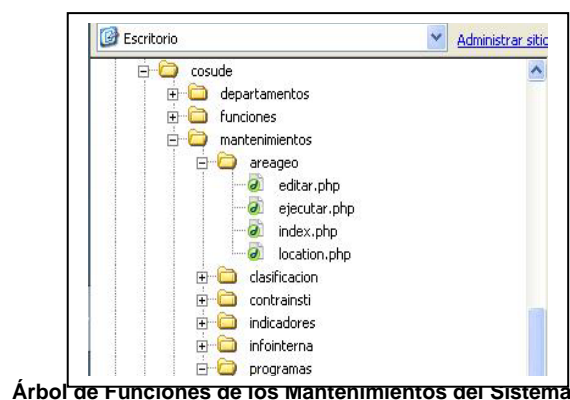 Escritorio Administrar sitic
cosude
departamentos
funciones
mantenimientos
areageo
editar.php
ejecutar.php
index.php
location.php
clasificacion
contrainsti
indicadores
infointerna
programas
Árbol de Funciones de los Mantenimientos del Sistema